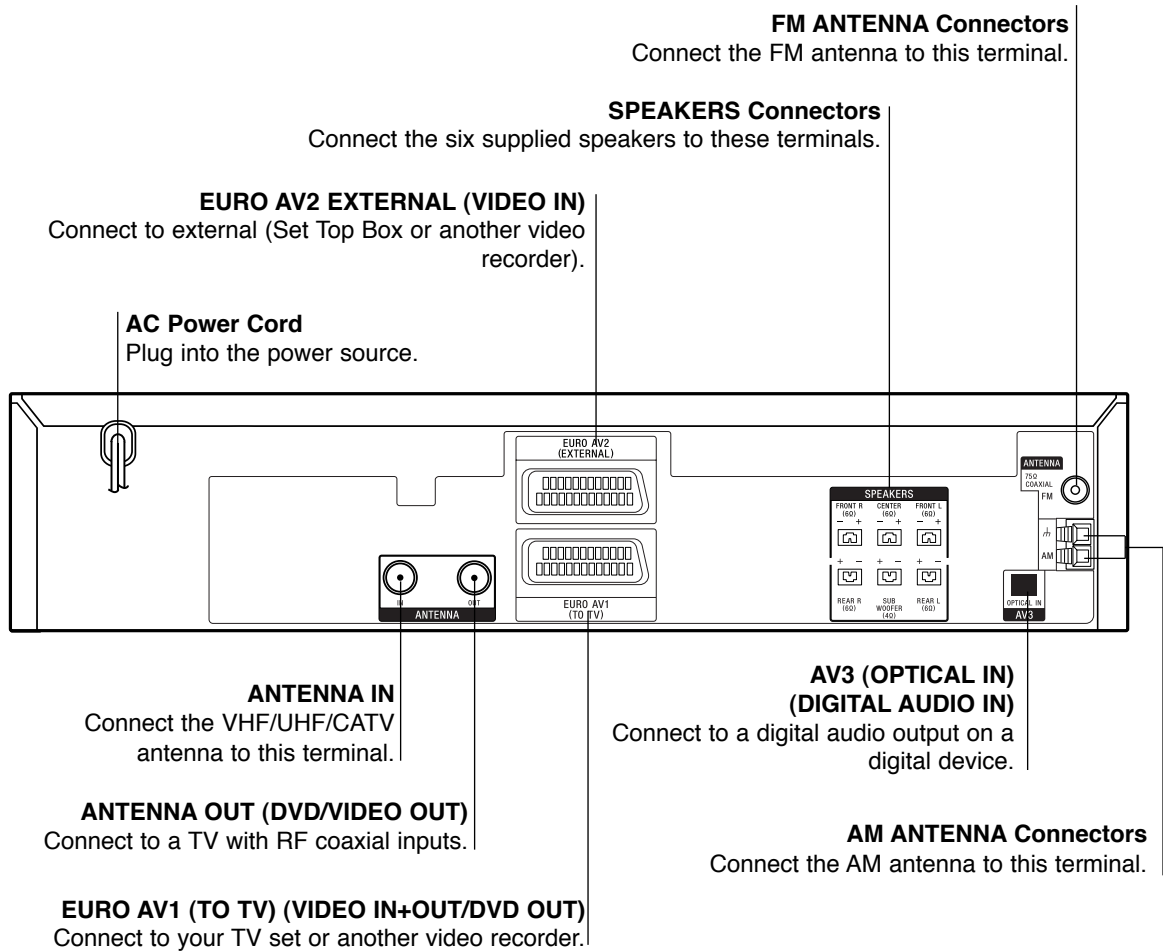 FM ANTENNA Connectors
Connect the FM antenna to this terminal.
SPEAKERS Connectors
Connect the six supplied speakers to these terminals.
EURO AV2 EXTERNAL (VIDEO IN)
Connect to external (Set Top Box or another video
recorder).
AC Power Cord
Plug into the power source.
EURO AV2
(EXTERNAL)
ANTENNA
75Ω
COAXIAL
FM
SPEAKERS
FRONT R
(6Ω)
CENTER
(6Ω)
FRONT L
(6Ω)
− + − + − +
AM
+ − + − + −
REAR R
(6Ω)
SUB
WOOFER
(4Ω)
REAR L
(6Ω)
OPTICAL IN
AV3
IN
OUT
ANTENNA
EURO AV1
(TO TV)
ANTENNA IN
Connect the VHF/UHF/CATV
antenna to this terminal.
AV3 (OPTICAL IN)
(DIGITAL AUDIO IN)
Connect to a digital audio output on a
digital device.
ANTENNA OUT (DVD/VIDEO OUT)
Connect to a TV with RF coaxial inputs.
AM ANTENNA Connectors
Connect the AM antenna to this terminal.
EURO AV1 (TO TV) (VIDEO IN+OUT/DVD OUT)
Connect to your TV set or another video recorder.